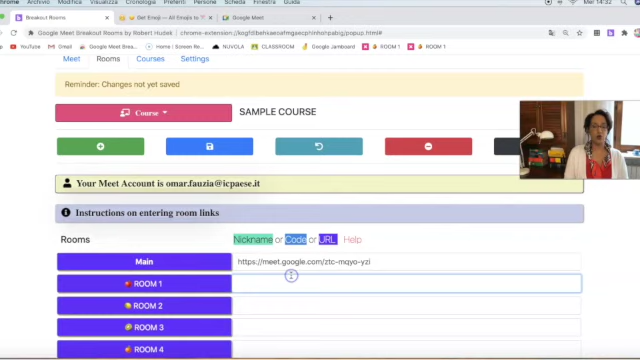 Chrome Archivio Modifica Visualizza Cronologia Preferiti Profili Scheda Finestra Aiuto
Mer 14:32
Breakout Rooms
Get Emoji — All Emojis to
Google Meet
Google Meet Breakout Rooms by Robert Hudek
YouTube Gmail Google Meet Brea... Home | Screen Re... NUVOLA CLASSROOM Google Jamboard ROOM 1 ROOM 1
Meet Rooms Courses Settings
Reminder: Changes not yet saved
Course SAMPLE COURSE
Your Meet Account is omar.fauzia@icpaese.it
Instructions on entering room links
Rooms Nickname or Code or URL Help
Main https://meet.google.com/ztc-mqyo-yzi
ROOM 1
ROOM 2
ROOM 3
ROOM 4